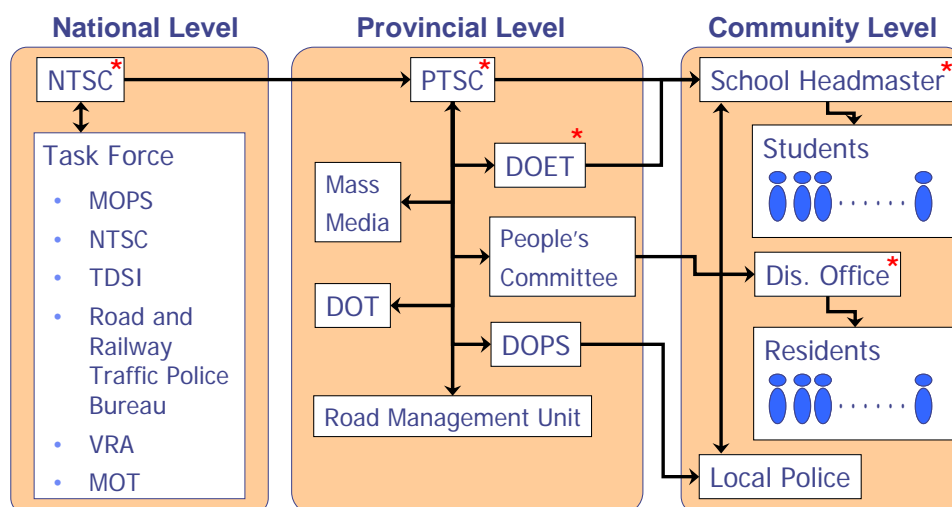 National Level
Provincial Level
Community Level
NTSC*
Task Force
• MOPS
• NTSC
• TDSI
• Road and
Railway
Traffic Police
Bureau
• VRA
• MOT
PTSC*
DOET*
Mass
Media
People's
Committee
DOT
DOPS
Road Management Unit
School Headmaster*
Students
......
Dis. Office*
Residents
......
Local Police